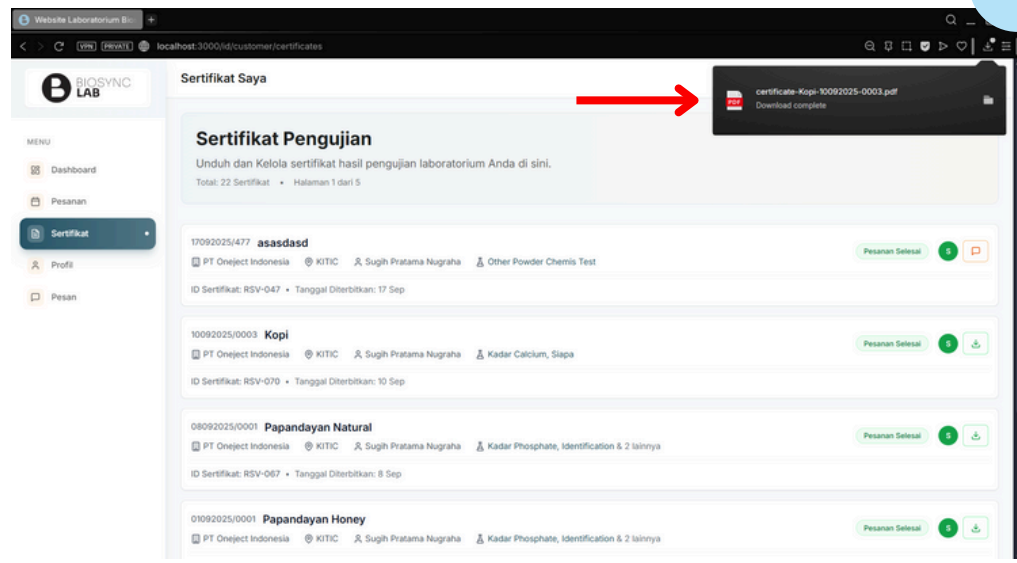 Website Laboratorium Bio
VPN PRIVATE localhost:3000/id/customer/certificates
BIOSYNC
LAB
Sertifikat Saya
PDF
certificate-Kopi-10092025-0003.pdf
Download complete
MENU
Dashboard
Pesanan
Sertifikat
Profil
Pesan
Sertifikat Pengujian
Unduh dan Kelola sertifikat hasil pengujian laboratorium Anda di sini.
Total: 22 Sertifikat • Halaman 1 dari 5
17092025/477 asasdasd
PT Oneject Indonesia KITIC Sugih Pratama Nugraha Other Powder Chemis Test
Pesanan Selesai S
ID Sertifikat: RSV-047 • Tanggal Diterbitkan: 17 Sep
10092025/0003 Kopi
PT Oneject Indonesia KITIC Sugih Pratama Nugraha Kadar Calcium, Siapa
Pesanan Selesai S
ID Sertifikat: RSV-070 • Tanggal Diterbitkan: 10 Sep
08092025/0001 Papandayan Natural
PT Oneject Indonesia KITIC Sugih Pratama Nugraha Kadar Phosphate, Identification & 2 lainnya
Pesanan Selesai S
ID Sertifikat: RSV-067 • Tanggal Diterbitkan: 8 Sep
01092025/0001 Papandayan Honey
PT Oneject Indonesia KITIC Sugih Pratama Nugraha Kadar Phosphate, Identification & 2 lainnya
Pesanan Selesai S